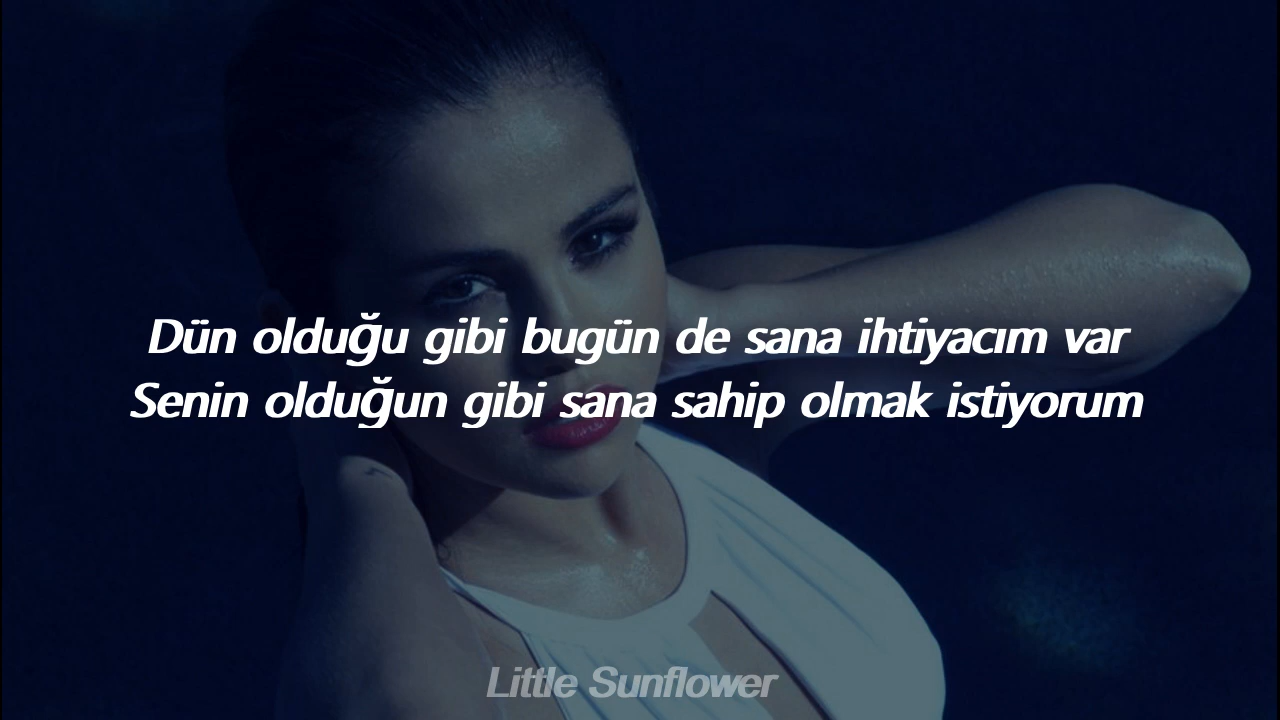 Dün olduğu gibi bugün de sana ihtiyacım var
Senin olduğun gibi sana sahip olmak istiyorum
Little Sunflower